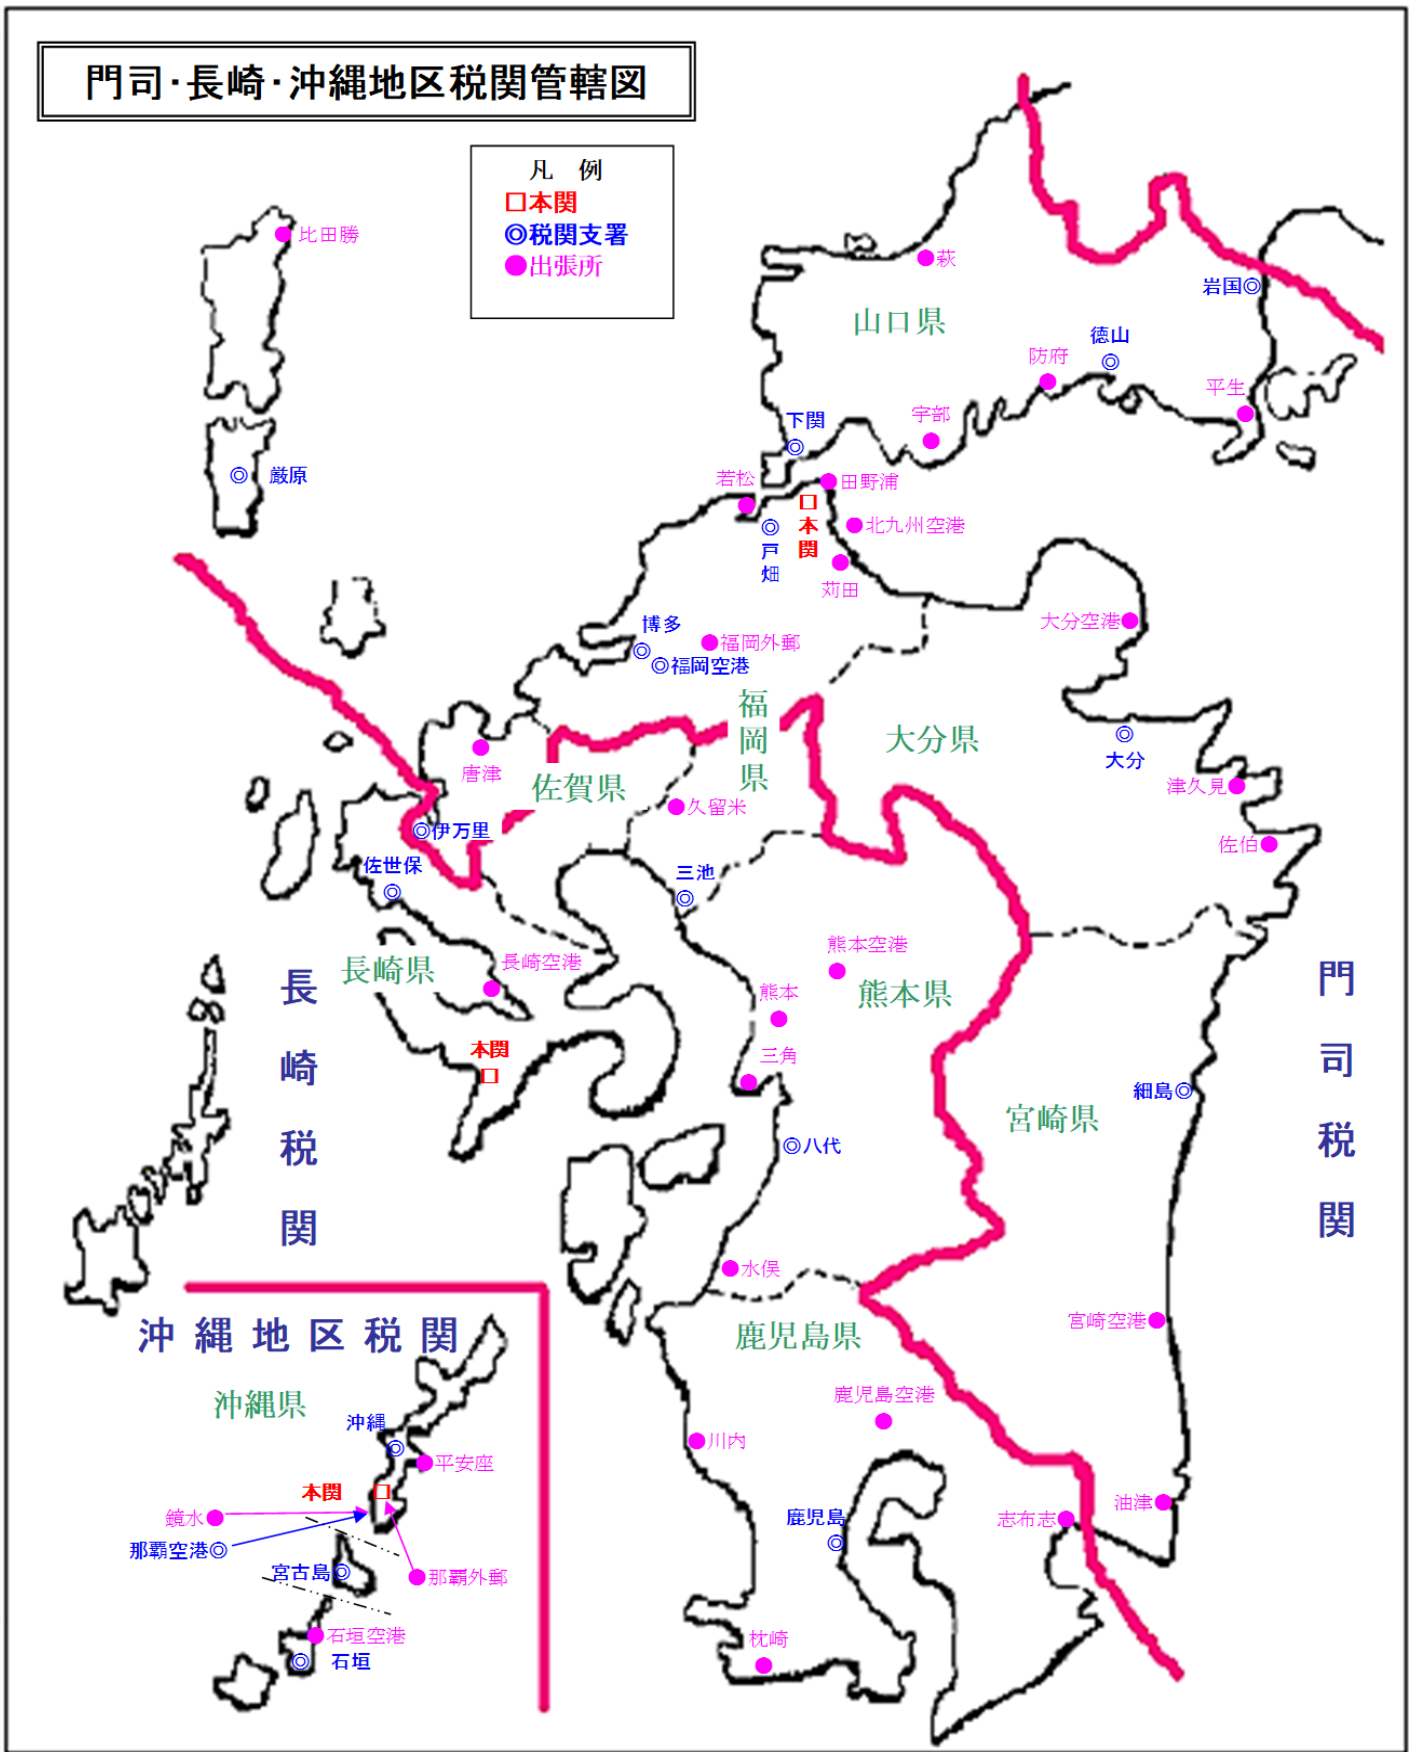 門司・長崎・沖縄地区税関管轄図
凡　例
□本関
◎税関支署
●出張所
比田勝
萩
岩国◎
山口県
徳山
防府
平生
下関
宇部
厳原
若松
田野浦
本関
北九州空港
戸畑
苅田
大分空港
博多
福岡外郵
◎福岡空港
福岡県
大分県
大分
唐津
佐賀県
津久見
久留米
◎伊万里
佐伯
佐世保
三池
熊本空港
長崎空港
長崎県
熊本県
熊本
長崎税関
門司税関
本関
三角
細島◎
宮崎県
◎八代
水俣
沖縄地区税関
宮崎空港
鹿児島県
沖縄県
鹿児島空港
沖縄
川内
平安座
本関
鏡水
油津
志布志
鹿児島
那覇空港◎
宮古島◎
那覇外郵
石垣空港
石垣
枕崎